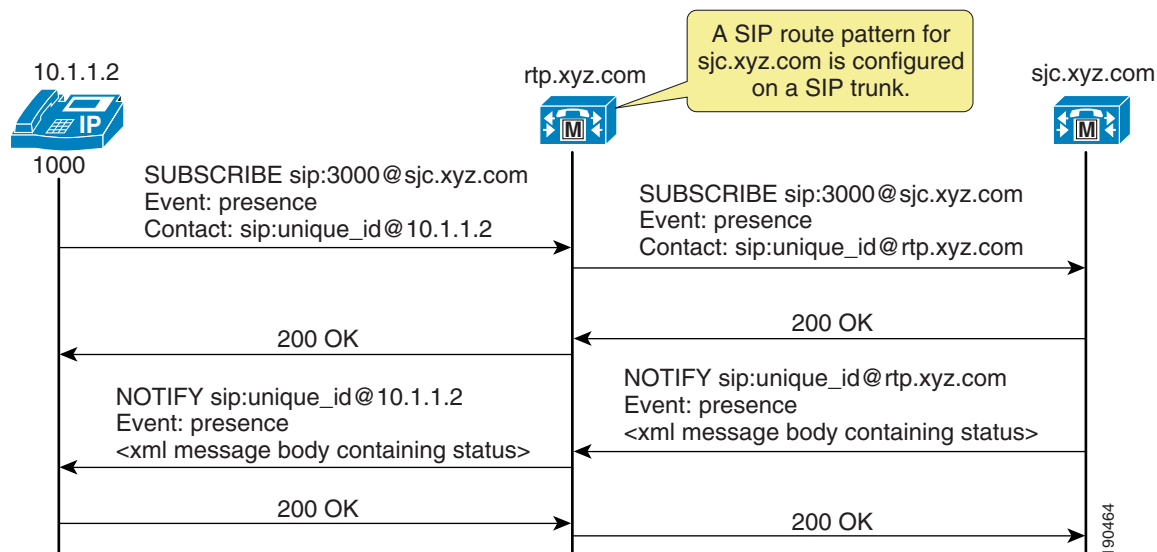 A SIP route pattern for
sjc.xyz.com is configured
on a SIP trunk.
10.1.1.2
rtp.xyz.com
sjc.xyz.com
IP
M
M
1000
SUBSCRIBE sip:3000@sjc.xyz.com
Event: presence
Contact: sip:unique_id@10.1.1.2
SUBSCRIBE sip:3000@sjc.xyz.com
Event: presence
Contact: sip:unique_id@rtp.xyz.com
200 OK
200 OK
NOTIFY sip:unique_id@10.1.1.2
Event: presence
<xml message body containing status>
NOTIFY sip:unique_id@rtp.xyz.com
Event: presence
<xml message body containing status>
200 OK
200 OK
190464